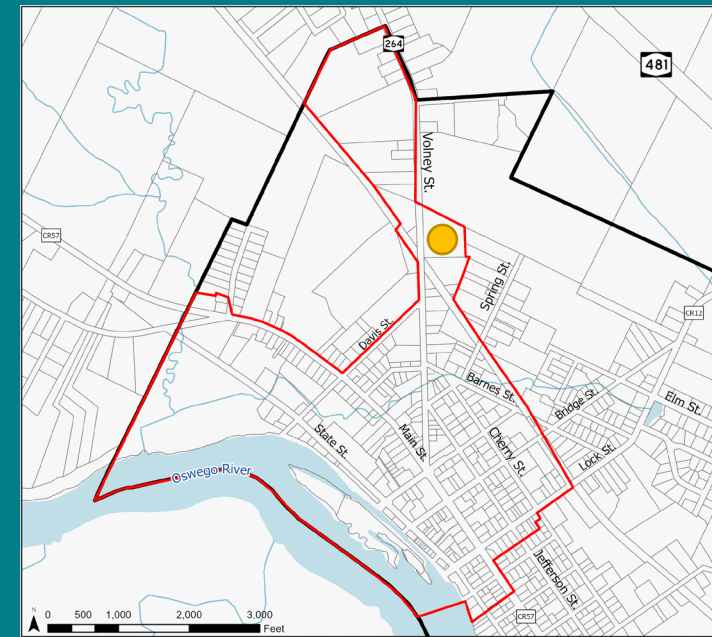 264
481
Volney St.
CR57
Spring St.
CR12
Davis St.
Barnes St.
Elm St.
Bridge St.
State St.
Main St.
Cherry St.
Lock St.
Oswego River
Jefferson St.
CR57
N
0 500 1,000 2,000 3,000
Feet